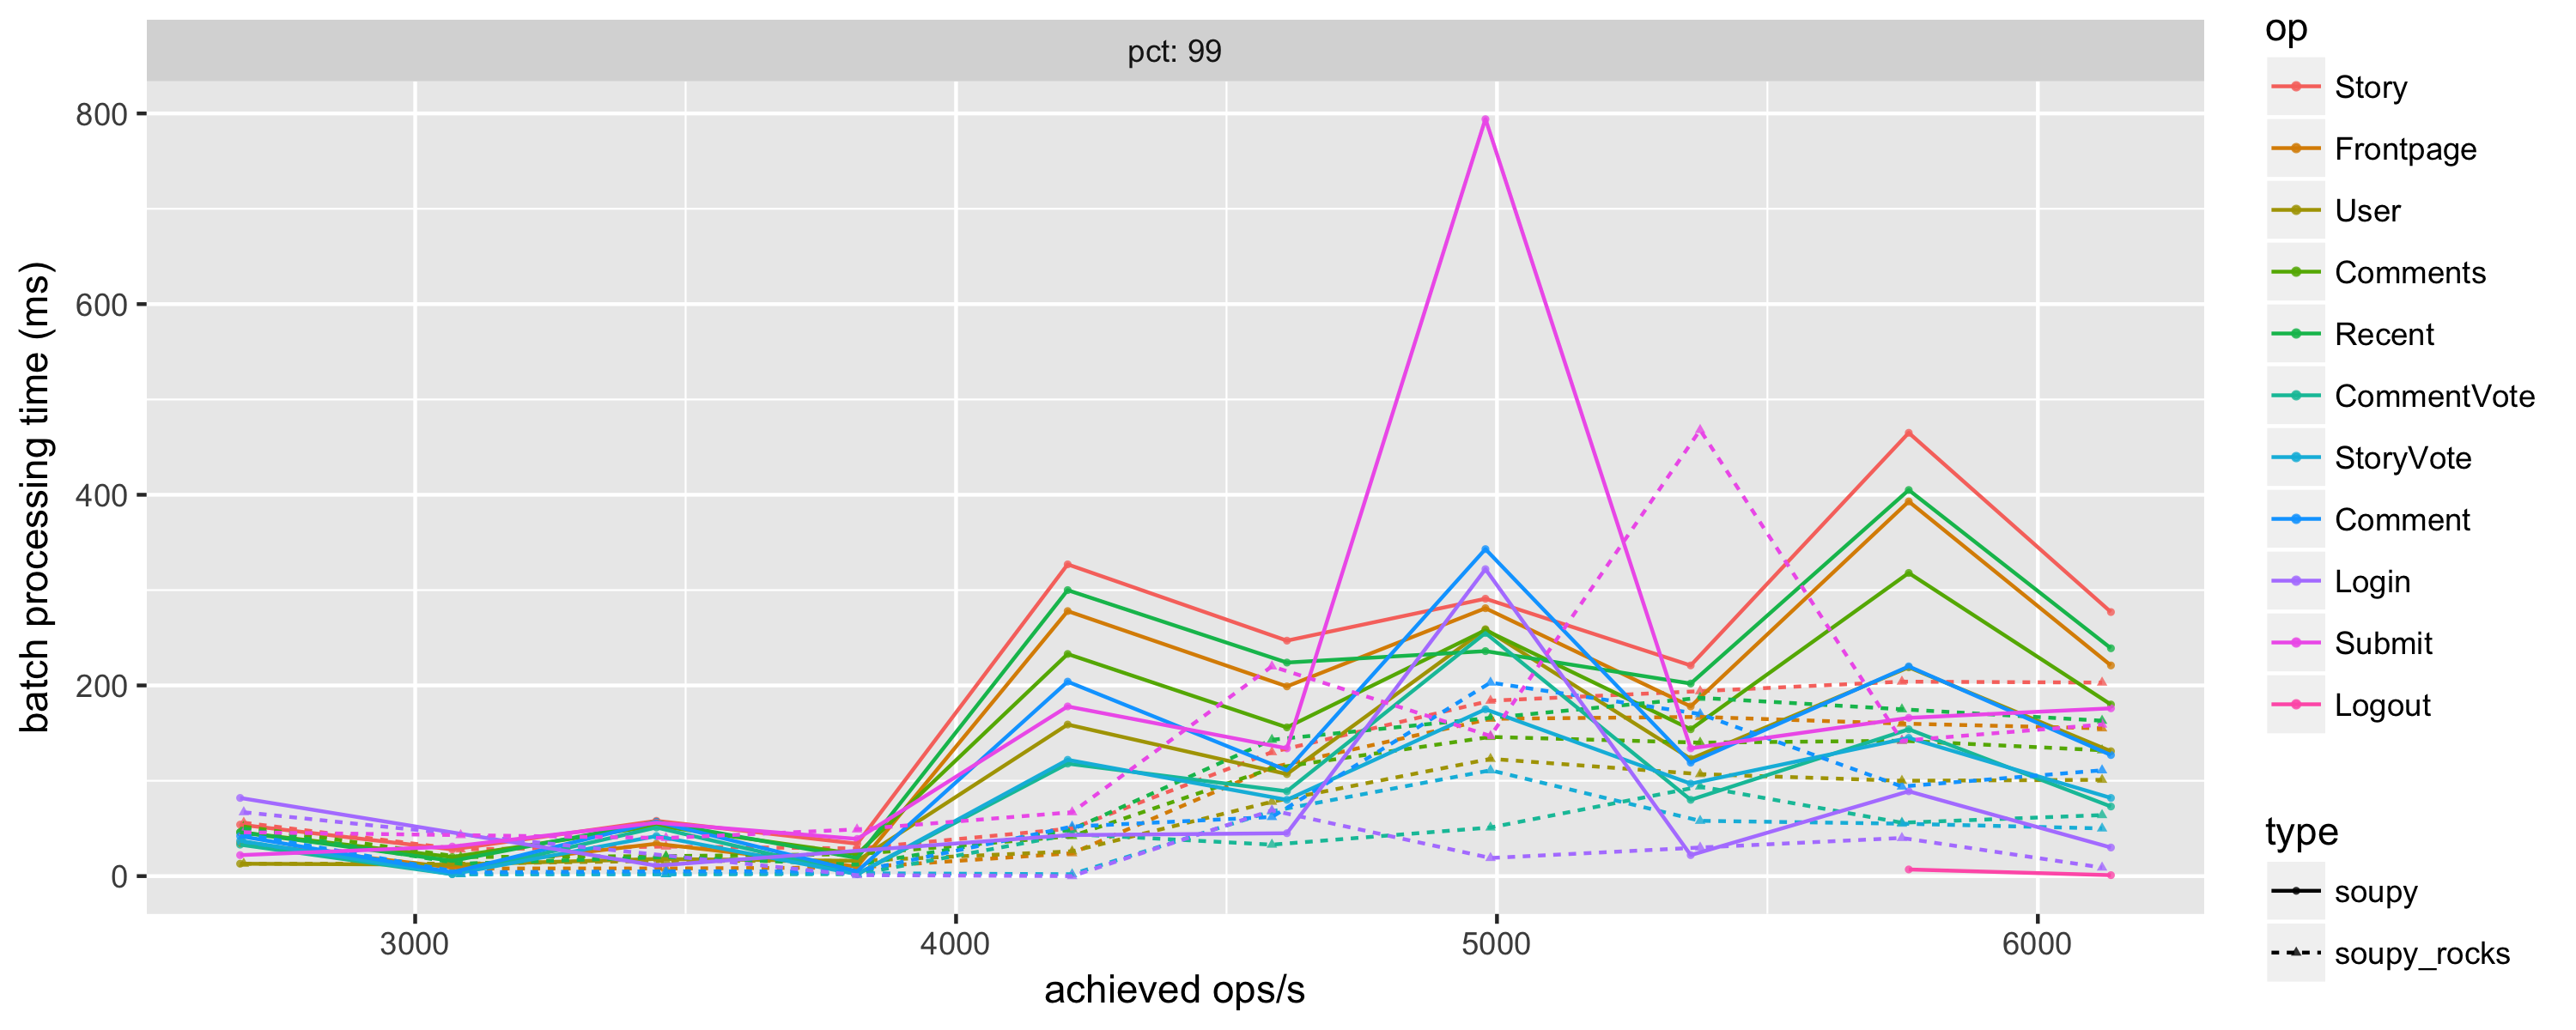 pct: 99
800
600
400
200
0
batch processing time (ms)
3000 4000 5000 6000
achieved ops/s
op
Story
Frontpage
User
Comments
Recent
CommentVote
StoryVote
Comment
Login
Submit
Logout
type
soupy
soupy_rocks